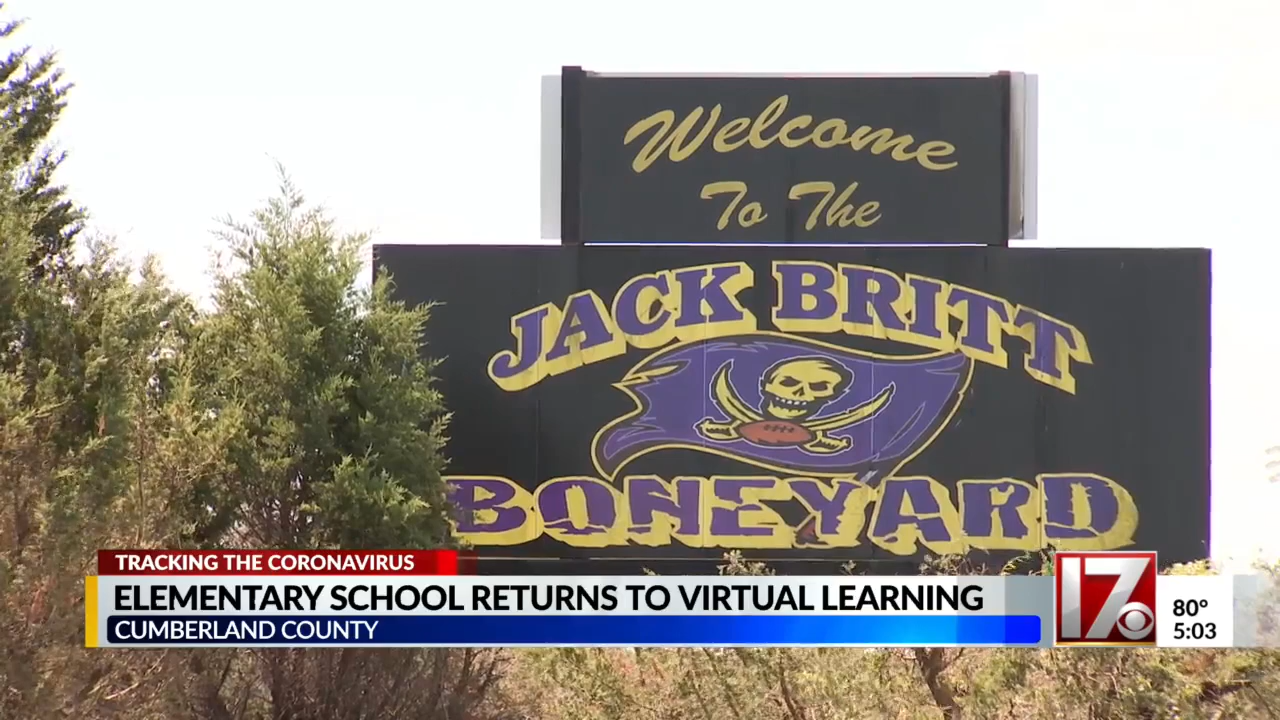 Welcome
To The
JACK BRITT
BONEYARD
TRACKING THE CORONAVIRUS
ELEMENTARY SCHOOL RETURNS TO VIRTUAL LEARNING
CUMBERLAND COUNTY
17
80°
5:03